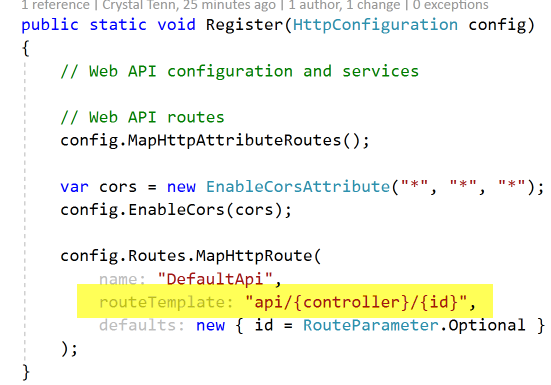 1 reference | Crystal Tenn, 25 minutes ago | 1 author, 1 change | 0 exceptions
public static void Register(HttpConfiguration config)
{
// Web API configuration and services
// Web API routes
config.MapHttpAttributeRoutes();
var cors = new EnableCorsAttribute("*", "*", "*");
config.EnableCors(cors);
config.Routes.MapHttpRoute(
name: "DefaultApi",
routeTemplate: "api/{controller}/{id}",
defaults: new { id = RouteParameter.Optional }
);
}